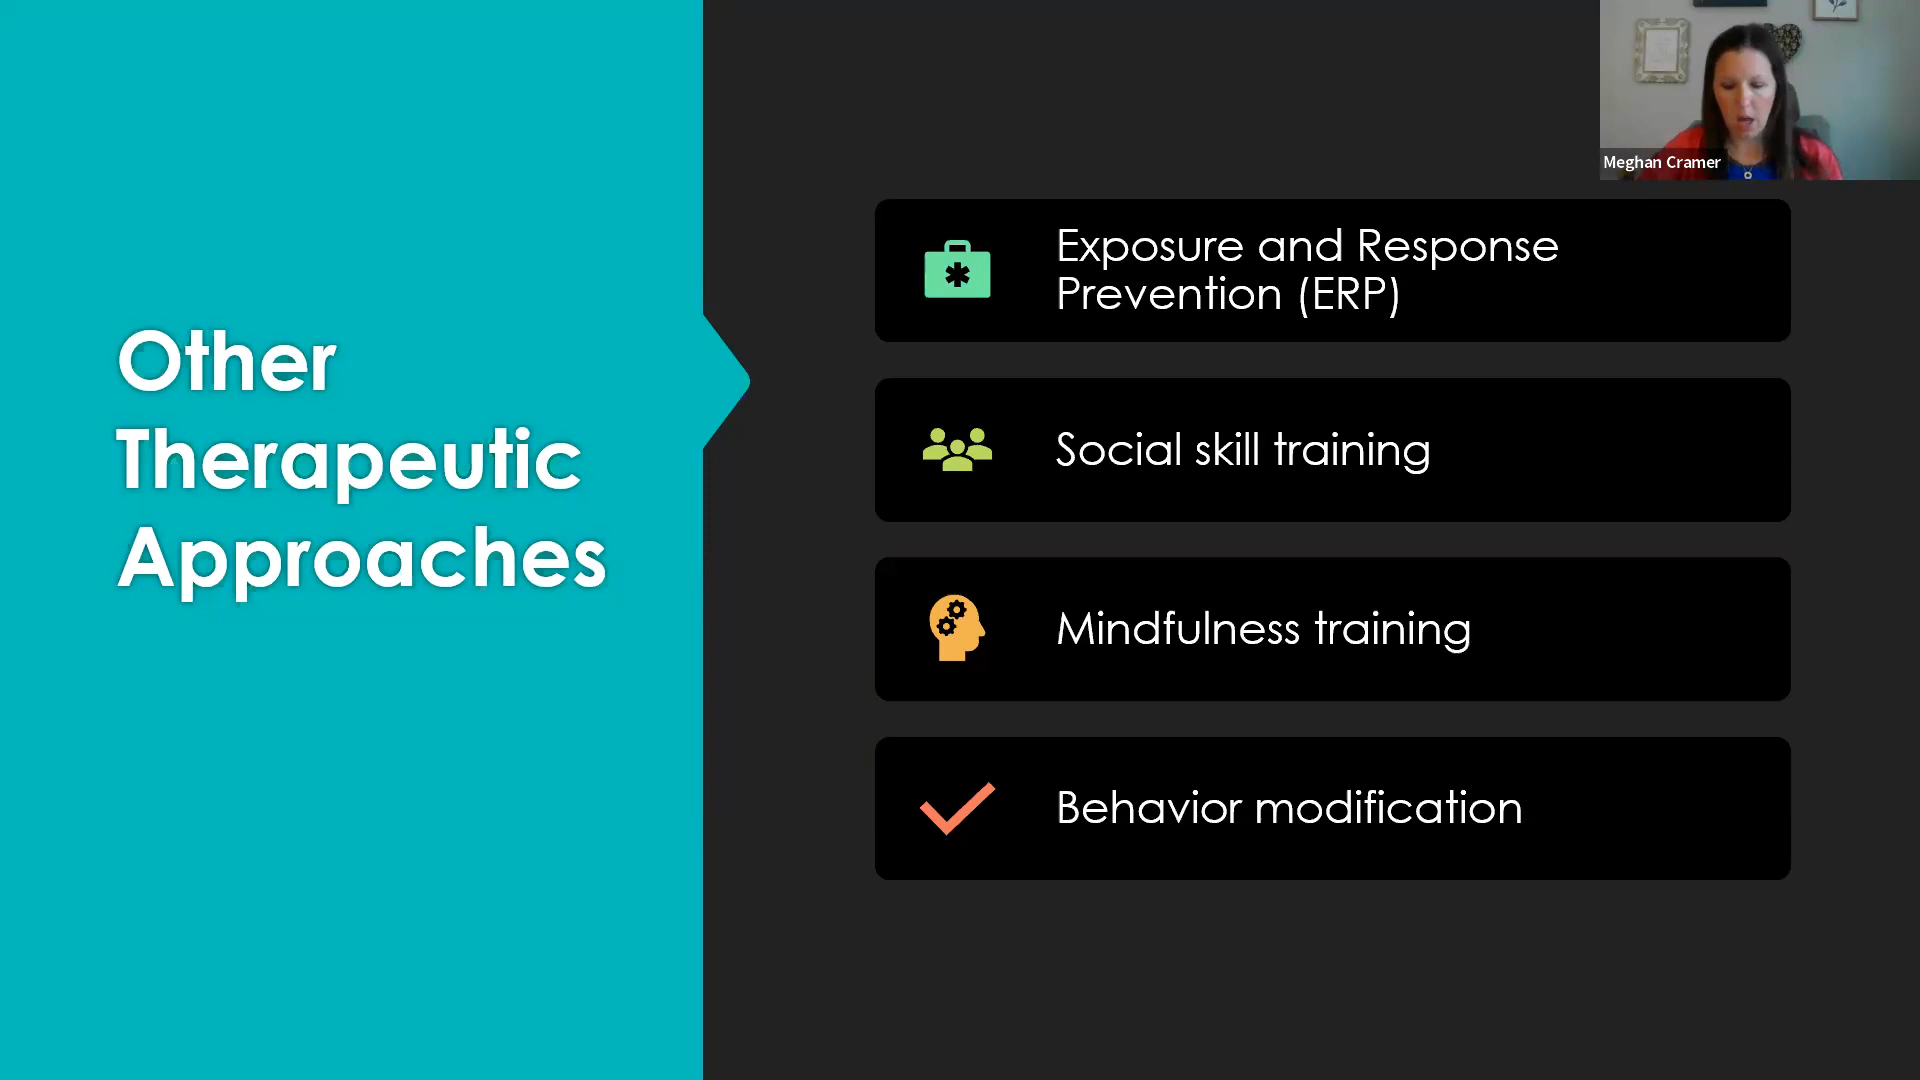 Meghan Cramer
Other
Therapeutic
Approaches
Exposure and Response
Prevention (ERP)
Social skill training
Mindfulness training
Behavior modification